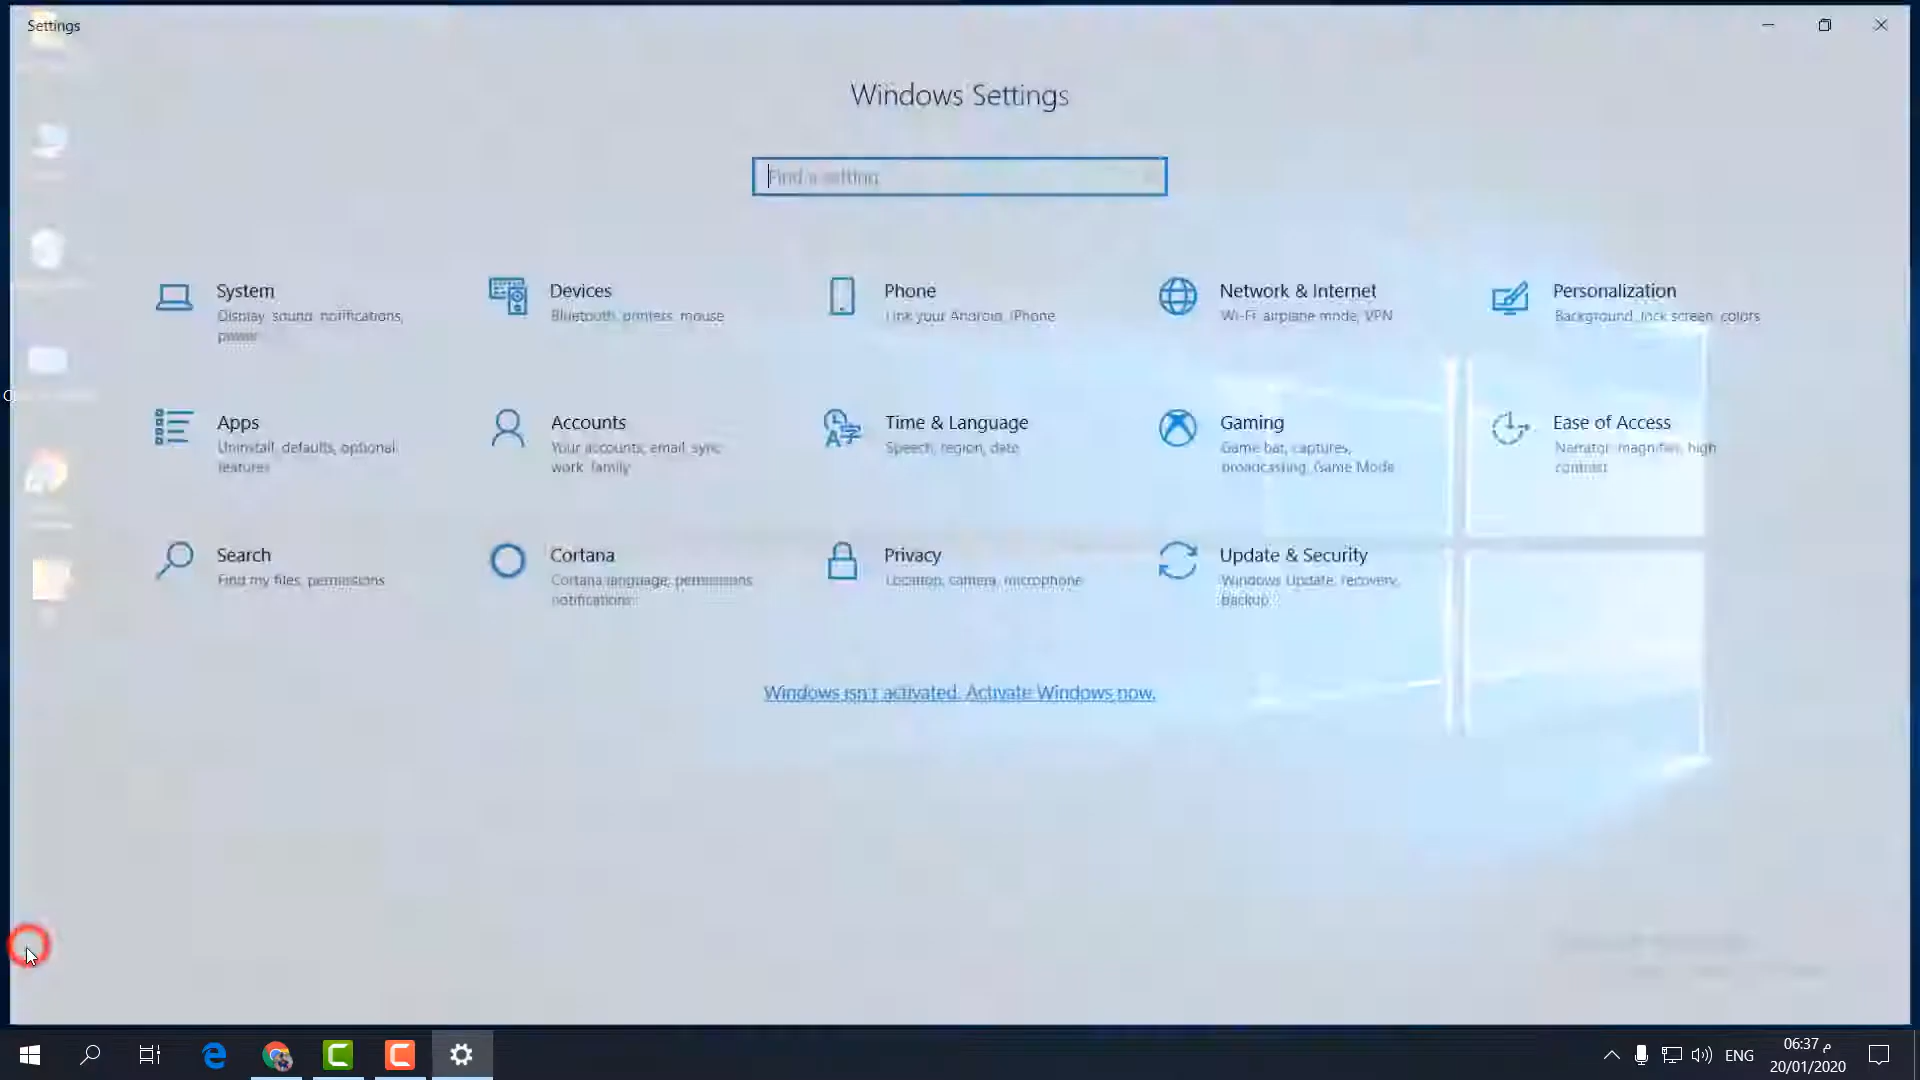 Settings
Windows Settings
Find a setting
System
Display, sound, notifications,
power
Devices
Bluetooth, printers, mouse
Phone
Link your Android, iPhone
Network & Internet
Wi-Fi, airplane mode, VPN
Personalization
Background, lock screen, colors
Apps
Uninstall, defaults, optional
features
Accounts
Your accounts, email, sync,
work, family
Time & Language
Speech, region, date
Gaming
Game bar, captures,
broadcasting, Game Mode
Ease of Access
Narrator, magnifier, high
contrast
Search
Find my files, permissions
Cortana
Cortana language, permissions,
notifications
Privacy
Location, camera, microphone
Update & Security
Windows Update, recovery,
backup
Windows isn't activated. Activate Windows now.
ENG
06:37 م
20/01/2020